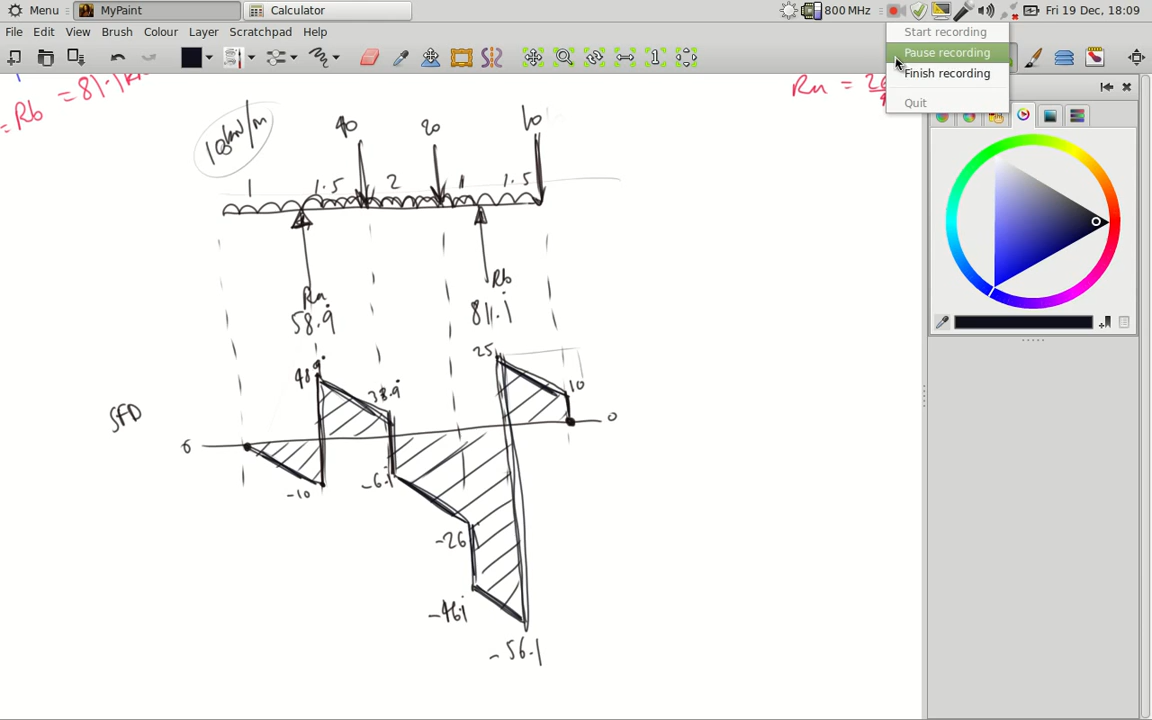 Menu MyPaint Calculator 800 MHz Fri 19 Dec, 18:09
File Edit View Brush Colour Layer Scratchpad Help
Start recording
Pause recording
Finish recording
Quit
= Rb = 81.1
Ra =
10kN/m
40 20 10
1 1.5 2 1 1.5
Ra Rb
58.9̇ 81.1̇
25
48.9̇ 38.9̇ 10
SFD
0 0
-10 -6.1̇
-26
-46.1̇
-56.1